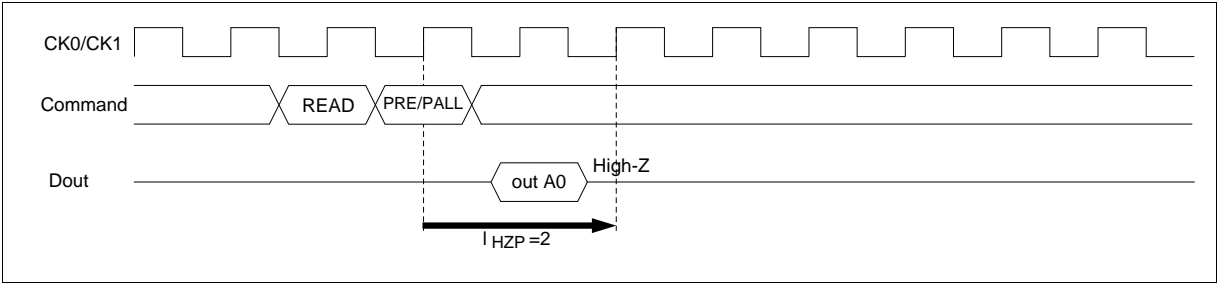 CK0/CK1
Command
READ
PRE/PALL
High-Z
Dout
out A0
l HZP =2